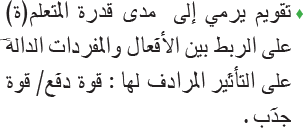 تقويم يرمي إلى مدى قدرة المتعلم(ة)
على الربط بين الأفعال والمفردات الدالة
على التأثير المرادف لها : قوة دفع/ قوة
جذب .